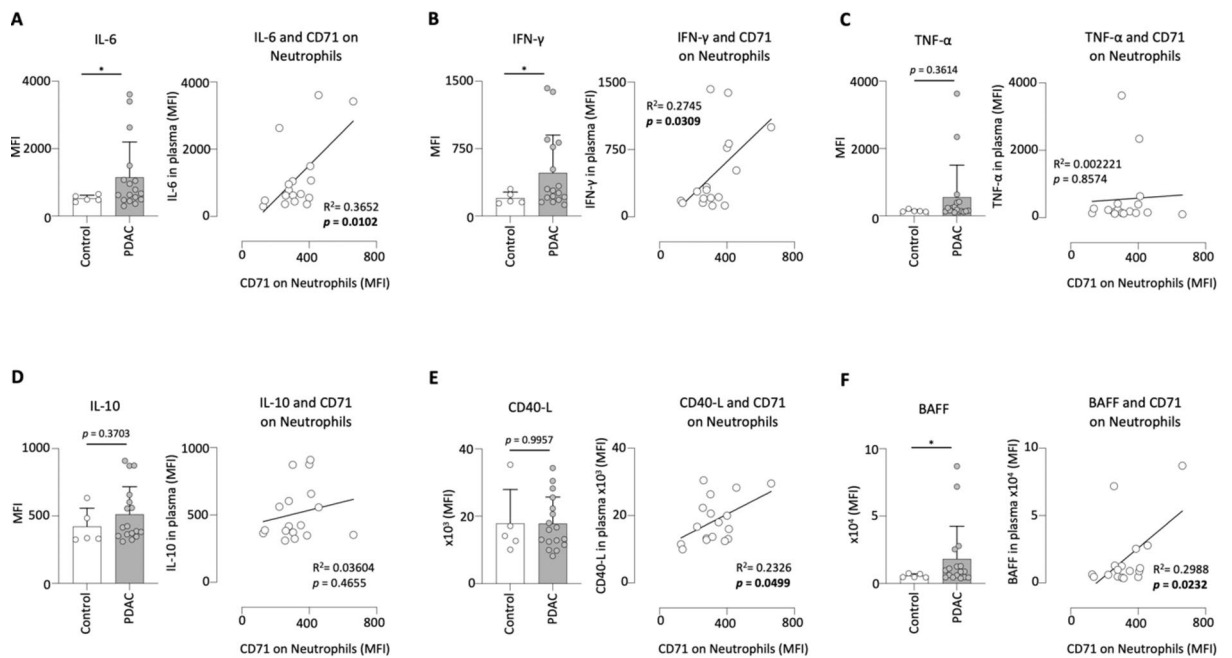 A
IL-6
*
4000
2000
0
MFI
Control
PDAC
IL-6 and CD71 on
Neutrophils
4000
2000
0
IL-6 in plasma (MFI)
R²= 0.3652
p = 0.0102
0 400 800
CD71 on Neutrophils (MFI)
B
IFN-γ
*
1500
750
0
MFI
Control
PDAC
IFN-γ and CD71
on Neutrophils
1500
750
0
IFN-γ in plasma (MFI)
R²= 0.2745
p = 0.0309
0 400 800
CD71 on Neutrophils (MFI)
C
TNF-α
p = 0.3614
4000
2000
0
MFI
Control
PDAC
TNF-α and CD71
on Neutrophils
4000
2000
0
TNF-α in plasma (MFI)
R²= 0.002221
p = 0.8574
0 400 800
CD71 on Neutrophils (MFI)
D
IL-10
p = 0.3703
1000
500
0
MFI
Control
PDAC
IL-10 and CD71
on Neutrophils
1000
500
0
IL-10 in plasma (MFI)
R²= 0.03604
p = 0.4655
0 400 800
CD71 on Neutrophils (MFI)
E
CD40-L
p = 0.9957
40
20
0
x10³ (MFI)
Control
PDAC
CD40-L and CD71
on Neutrophils
40
20
0
CD40-L in plasma x10³ (MFI)
R²= 0.2326
p = 0.0499
0 400 800
CD71 on Neutrophils (MFI)
F
BAFF
*
10
5
0
x10⁴ (MFI)
Control
PDAC
BAFF and CD71
on Neutrophils
10
5
0
BAFF in plasma x10⁴ (MFI)
R²= 0.2988
p = 0.0232
0 400 800
CD71 on Neutrophils (MFI)